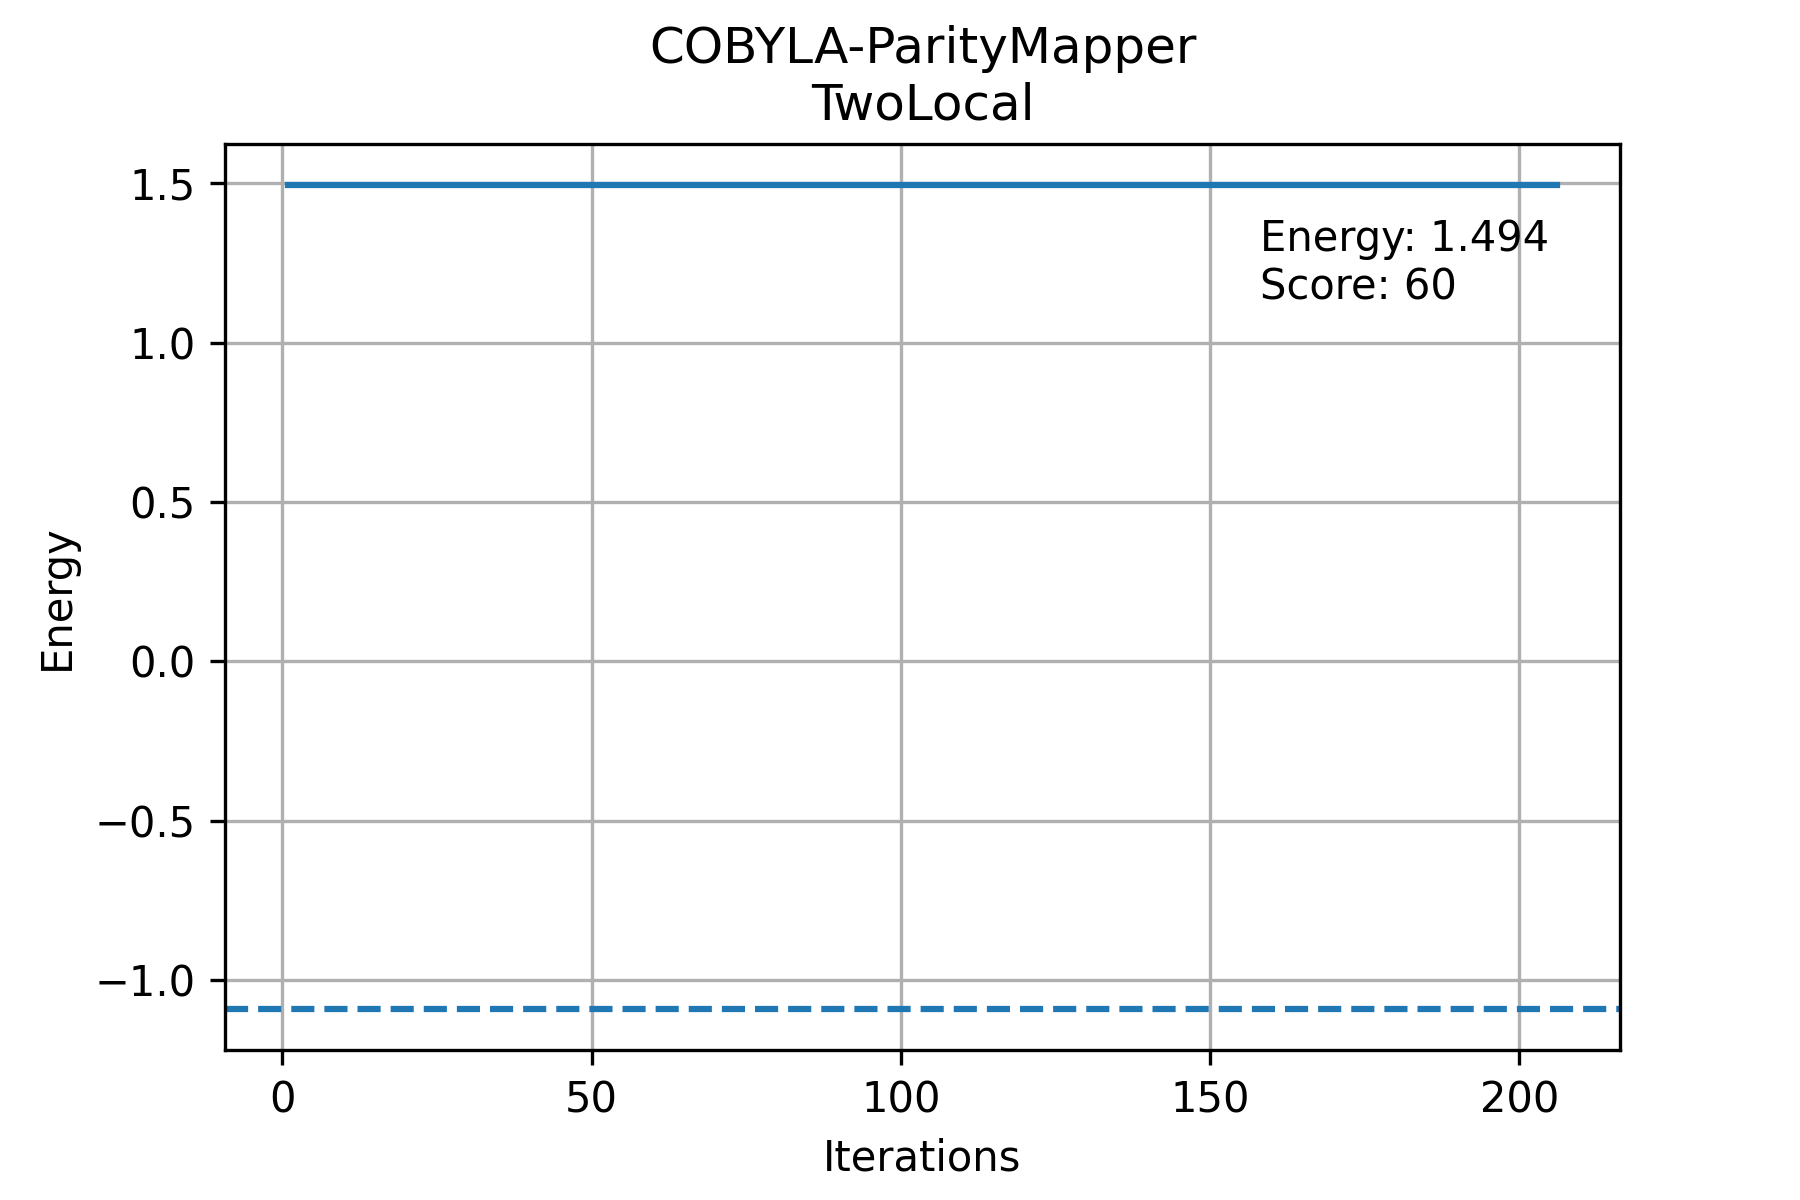 COBYLA-ParityMapper
TwoLocal
1.5
Energy: 1.494
Score: 60
1.0
0.5
Energy
0.0
−0.5
−1.0
0 50 100 150 200
Iterations